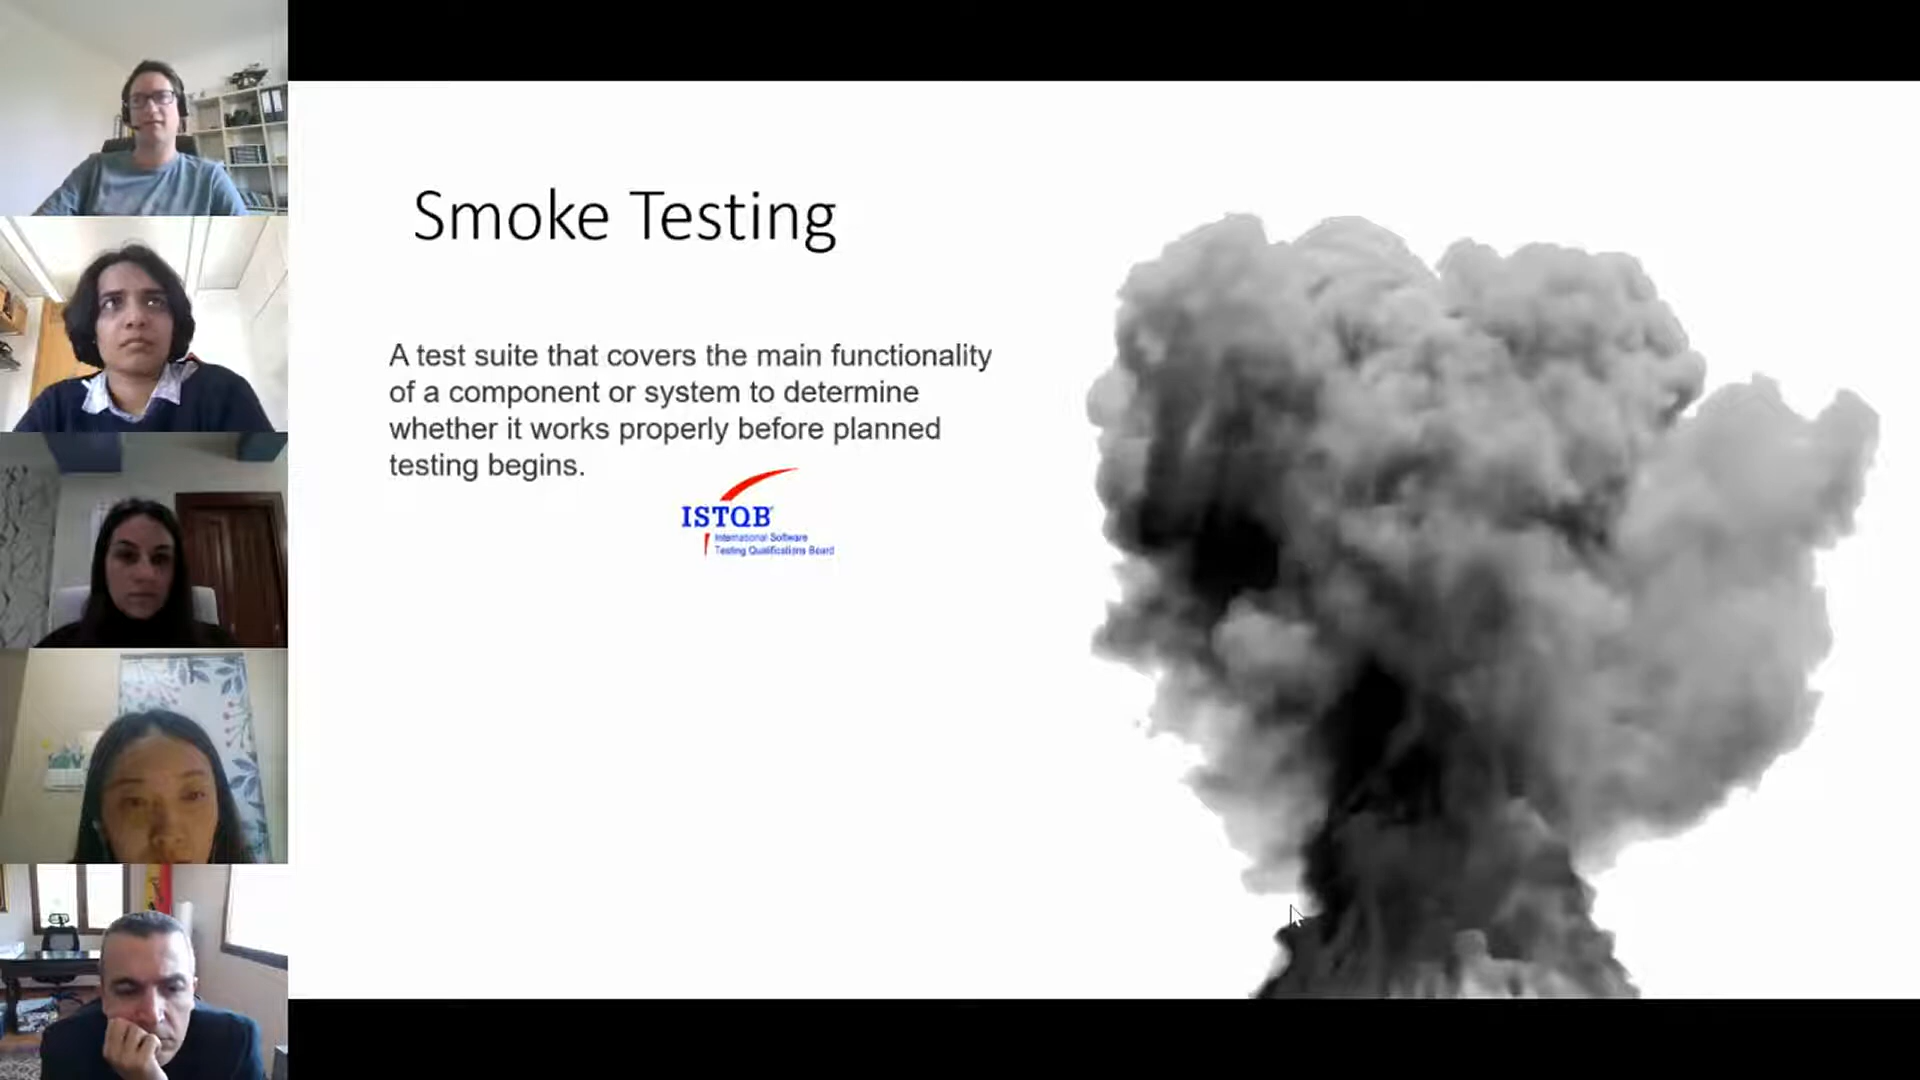 Smoke Testing
A test suite that covers the main functionality
of a component or system to determine
whether it works properly before planned
testing begins.
ISTQB
International Software
Testing Qualifications Board